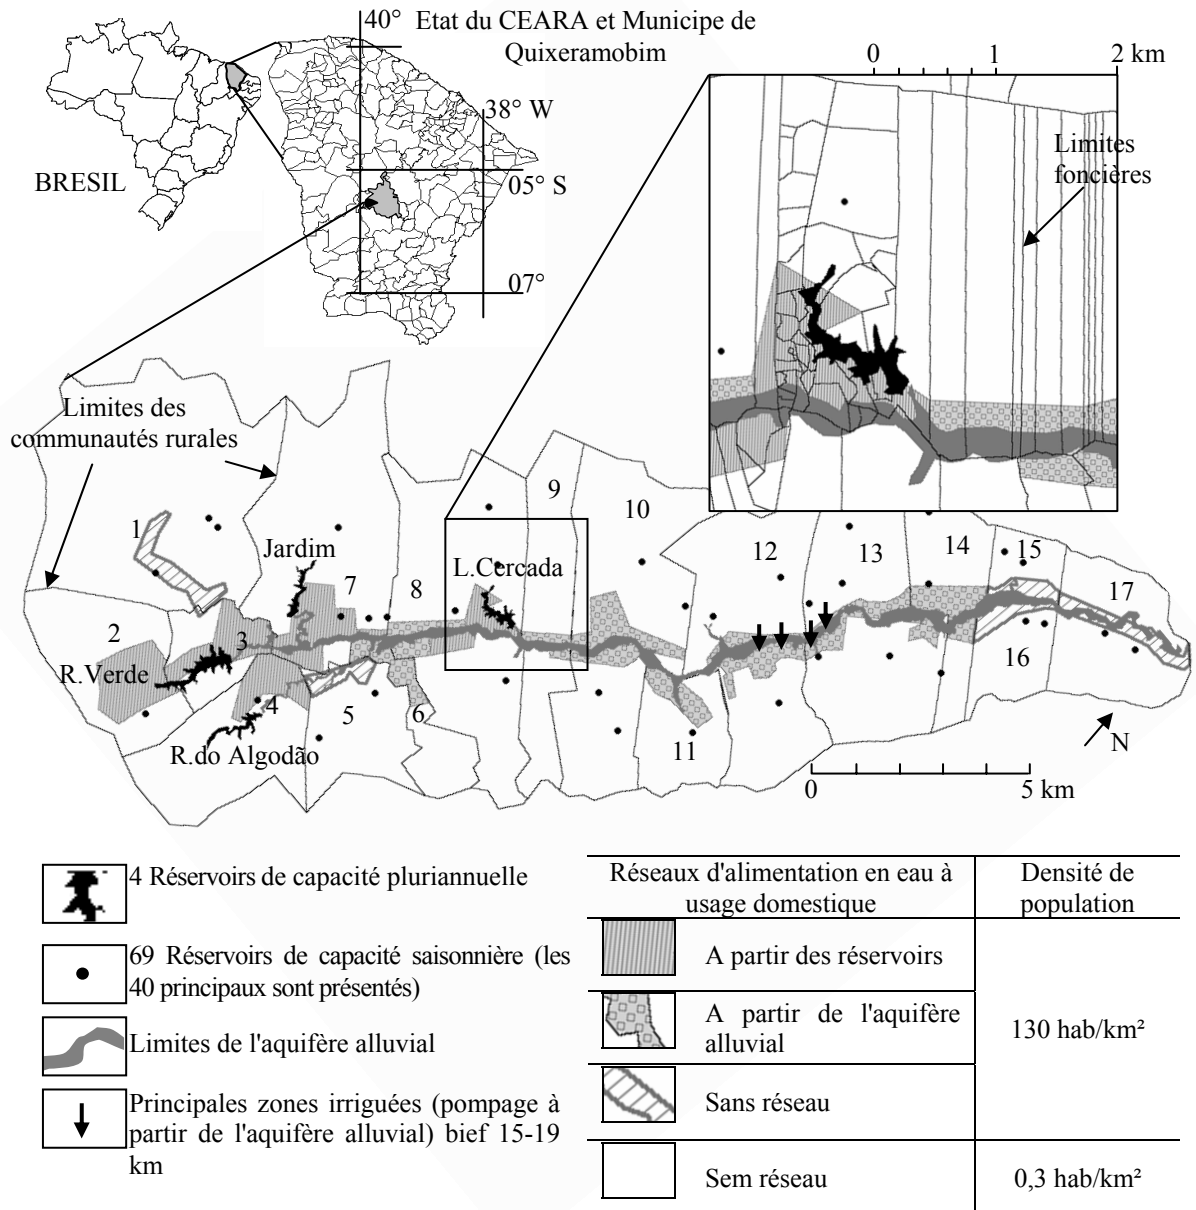 40° Etat du CEARA et Municipe de
Quixeramobim
0 1 2 km
38° W
Limites
foncières
BRESIL
05° S
07°
Limites des
communautés rurales
9
10
1
Jardim
12
13
14
15
L.Cercada
7
8
17
2
3
R.Verde
16
4
5
6
11
N
R.do Algodão
0 5 km
4 Réservoirs de capacité pluriannuelle
69 Réservoirs de capacité saisonnière (les
40 principaux sont présentés)
Limites de l'aquifère alluvial
Principales zones irriguées (pompage à
partir de l'aquifère alluvial) bief 15-19
km
Réseaux d'alimentation en eau à
usage domestique
Densité de
population
A partir des réservoirs
A partir de l'aquifère
alluvial
130 hab/km²
Sans réseau
Sem réseau
0,3 hab/km²